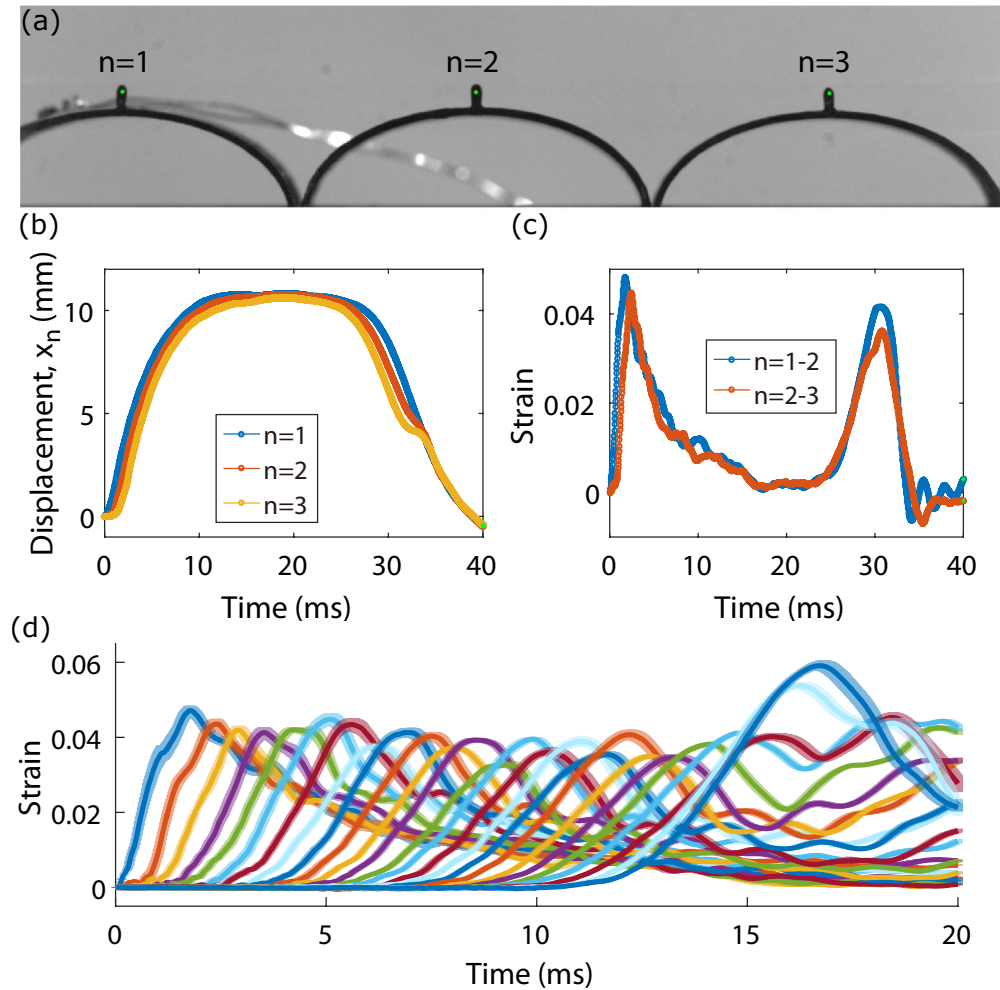 (a)
n=1 n=2 n=3
(b)
Displacement, xn (mm)
10
5
0
n=1
n=2
n=3
0 10 20 30 40
Time (ms)
(c)
Strain
0.04
0.02
0
n=1-2
n=2-3
0 10 20 30 40
Time (ms)
(d)
Strain
0.06
0.04
0.02
0
0 5 10 15 20
Time (ms)